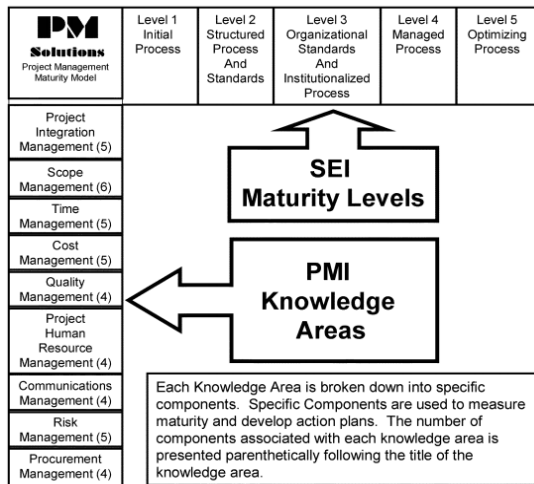 PM
Solutions
Project Management
Maturity Model
Level 1
Initial
Process
Level 2
Structured
Process
And
Standards
Level 3
Organizational
Standards
And
Institutionalized
Process
Level 4
Managed
Process
Level 5
Optimizing
Process
Project
Integration
Management (5)
Scope
Management (6)
Time
Management (5)
Cost
Management (5)
Quality
Management (4)
Project
Human
Resource
Management (4)
Communications
Management (4)
Risk
Management (5)
Procurement
Management (4)
SEI
Maturity Levels
PMI
Knowledge
Areas
Each Knowledge Area is broken down into specific
components.  Specific Components are used to measure
maturity and develop action plans.  The number of
components associated with each knowledge area is
presented parenthetically following the title of the
knowledge area.